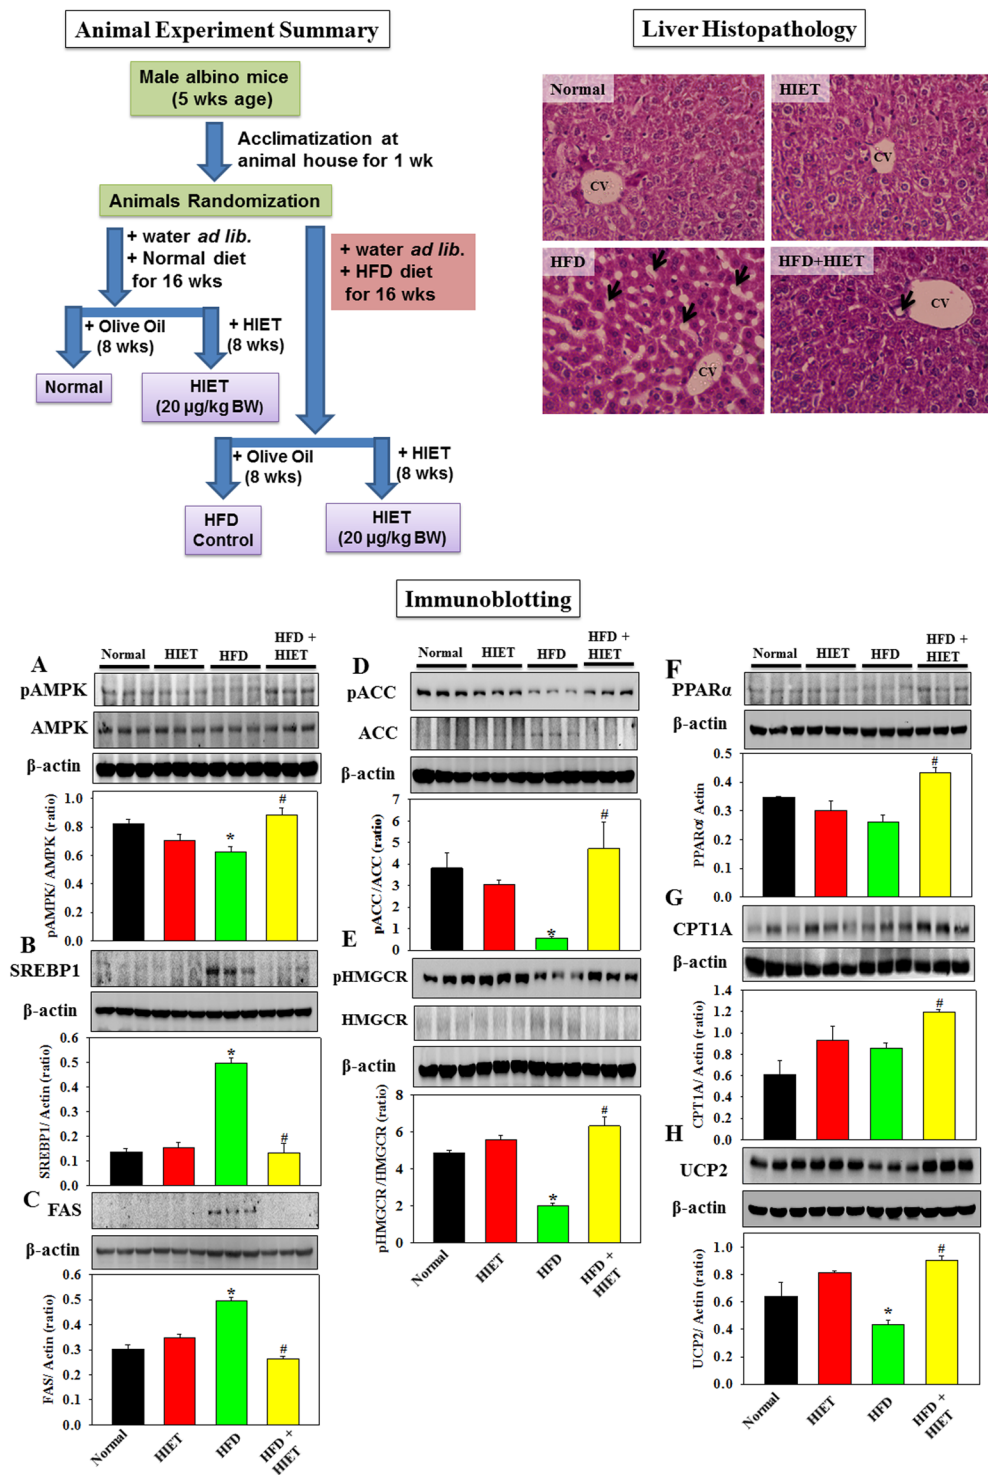 Animal Experiment Summary
Male albino mice
(5 wks age)
Acclimatization at
animal house for 1 wk
Animals Randomization
+ water ad lib.
+ Normal diet
for 16 wks
+ water ad lib.
+ HFD diet
for 16 wks
+ Olive Oil
(8 wks)
+ HIET
(8 wks)
Normal
HIET
(20 µg/kg BW)
+ Olive Oil
(8 wks)
+ HIET
(8 wks)
HFD
Control
HIET
(20 µg/kg BW)
Liver Histopathology
Normal
CV
HIET
CV
HFD
CV
HFD+HIET
CV
Immunoblotting
A
Normal
HIET
HFD
HFD +
HIET
pAMPK
AMPK
β-actin
pAMPK/ AMPK (ratio)
1.0
0.8
0.6
0.4
0.2
0.0
*
#
B
SREBP1
β-actin
SREBP1/ Actin (ratio)
0.6
0.5
0.4
0.3
0.2
0.1
0.0
*
#
C
FAS
β-actin
FAS/ Actin (ratio)
0.6
0.5
0.4
0.3
0.2
0.1
0.0
*
#
Normal
HIET
HFD
HFD +
HIET
D
Normal
HIET
HFD
HFD +
HIET
pACC
ACC
β-actin
pACC/ACC (ratio)
7
6
4
3
1
0
*
#
E
pHMGCR
HMGCR
β-actin
pHMGCR/HMGCR (ratio)
8
6
4
2
0
*
#
Normal
HIET
HFD
HFD +
HIET
F
Normal
HIET
HFD
HFD +
HIET
PPARα
β-actin
PPARα/ Actin
0.5
0.4
0.3
0.2
0.1
0.0
#
G
CPT1A
β-actin
CPT1A/ Actin (ratio)
1.4
1.2
1.0
0.8
0.6
0.4
0.2
0.0
#
H
UCP2
β-actin
UCP2/ Actin (ratio)
1.0
0.8
0.6
0.4
0.2
0.0
*
#
Normal
HIET
HFD
HFD +
HIET